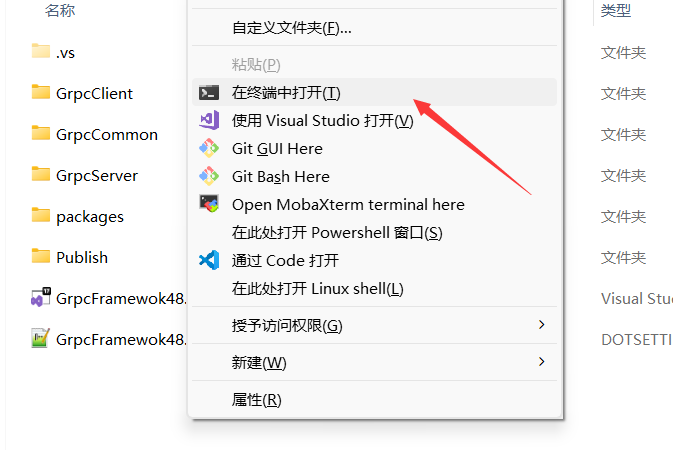 名称
类型
.vs
GrpcClient
GrpcCommon
GrpcServer
packages
Publish
GrpcFramewok48.
GrpcFramewok48.
自定义文件夹(F)...
粘贴(P)
在终端中打开(T)
使用 Visual Studio 打开(V)
Git GUI Here
Git Bash Here
Open MobaXterm terminal here
在此处打开 Powershell 窗口(S)
通过 Code 打开
在此处打开 Linux shell(L)
授予访问权限(G)
新建(W)
属性(R)
文件夹
文件夹
文件夹
文件夹
文件夹
文件夹
Visual Stu
DOTSETTI